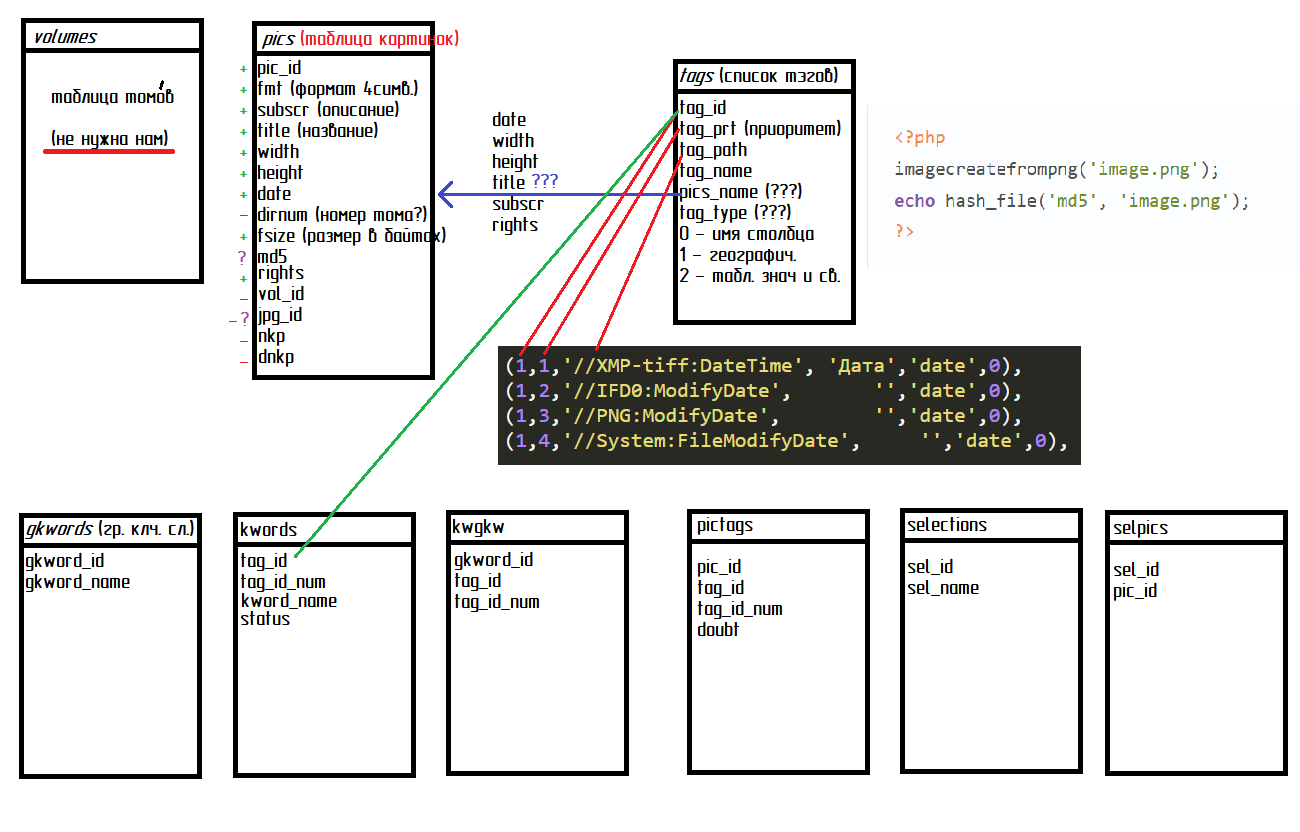 volumes
таблица томо́в
(не нужна нам)
pics (таблица картинок)
+ pic_id
+ fmt (формат 4симв.)
+ subscr (описание)
+ title (название)
+ width
+ height
+ date
- dirnum (номер тома?)
+ fsize (размер в байтах)
? md5
+ rights
- vol_id
-? jpg_id
- nkp
- dnkp
date
width
height
title ???
subscr
rights
tags (список тэгов)
tag_id
tag_prt (приоритет)
tag_path
tag_name
pics_name (???)
tag_type (???)
0 - имя столбца
1 - географич.
2 - табл. знач и св.
<?php
imagecreatefrompng('image.png');
echo hash_file('md5', 'image.png');
?>
(1,1,'//XMP-tiff:DateTime', 'Дата','date',0),
(1,2,'//IFD0:ModifyDate', '','date',0),
(1,3,'//PNG:ModifyDate', '','date',0),
(1,4,'//System:FileModifyDate', '','date',0),
gkwords (гр. клч. сл.)
gkword_id
gkword_name
kwords
tag_id
tag_id_num
kword_name
status
kwgkw
gkword_id
tag_id
tag_id_num
pictags
pic_id
tag_id
tag_id_num
doubt
selections
sel_id
sel_name
selpics
sel_id
pic_id